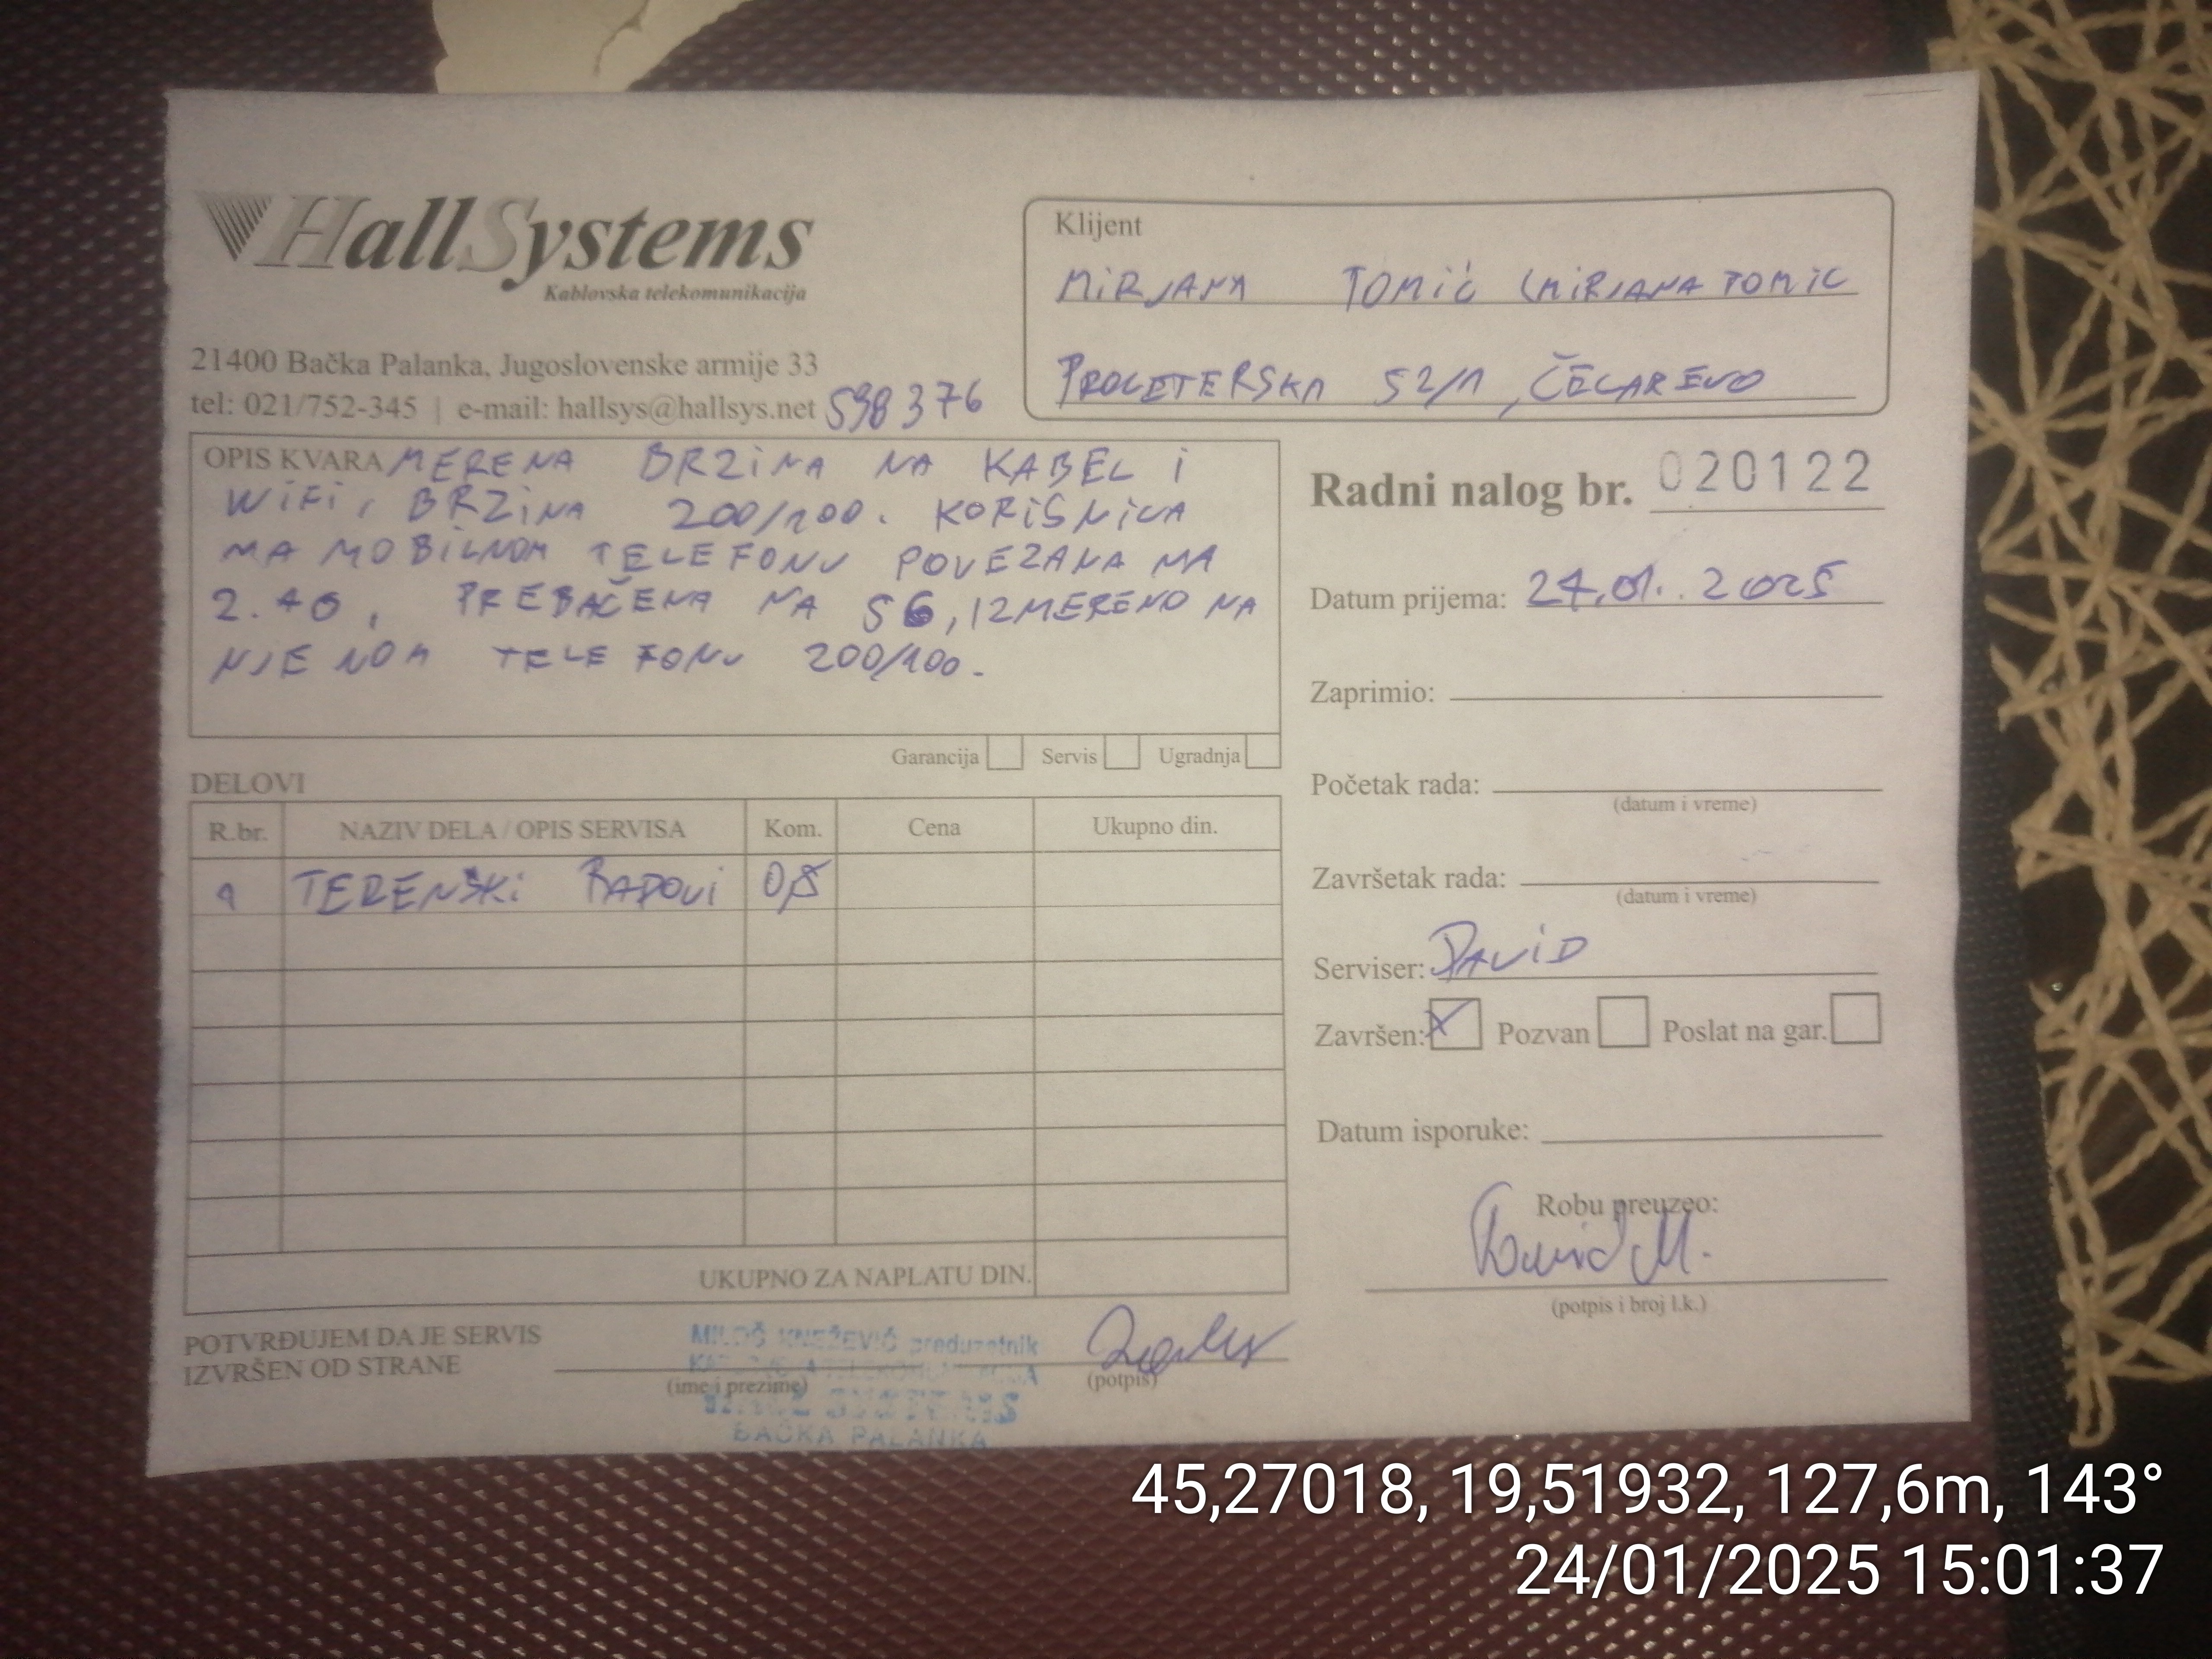 HallSystems
Kablovska telekomunikacija
21400 Bačka Palanka, Jugoslovenske armije 33
tel: 021/752-345 | e-mail: hallsys@hallsys.net 598376
Klijent
MIRJANA TOMIĆ (MIRJANATOMIC
PROLETERSKA 52/1, ČELAREVO
OPIS KVARA MERENA BRZINA NA KABEL I
WIFI, BRZINA 200/100. KORISNICA
NA MOBILNOM TELEFONU POVEZANA NA
2.4G, PREBAČENA NA 5G, IZMERENO NA
NJENOM TELEFONU 200/100.
Garancija Servis Ugradnja
Radni nalog br. 020122
Datum prijema: 24.01.2025
Zaprimio:
Početak rada:
(datum i vreme)
Završetak rada:
(datum i vreme)
Serviser: DAVID
Završen: X Pozvan Poslat na gar.
Datum isporuke:
Robu preuzeo:
Tomić M.
(potpis i broj l.k.)
DELOVI
R.br. NAZIV DELA / OPIS SERVISA Kom. Cena Ukupno din.
1 TERENSKI RADOVI
UKUPNO ZA NAPLATU DIN.
POTVRĐUJEM DA JE SERVIS
IZVRŠEN OD STRANE
(ime i prezime) (potpis)
MILOŠ KNEŽEVIĆ preduzetnik
BAČKA PALANKA
45,27018, 19,51932, 127,6m, 143°
24/01/2025 15:01:37